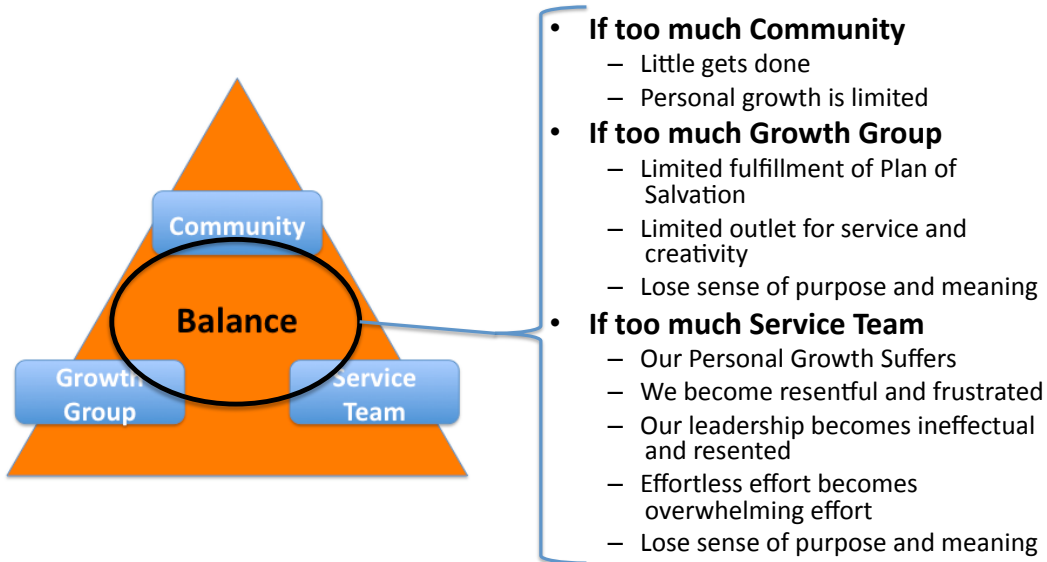 Community
Balance
Growth
Group
Service
Team
• If too much Community
– Little gets done
– Personal growth is limited
• If too much Growth Group
– Limited fulfillment of Plan of
Salvation
– Limited outlet for service and
creativity
– Lose sense of purpose and meaning
• If too much Service Team
– Our Personal Growth Suffers
– We become resentful and frustrated
– Our leadership becomes ineffectual
and resented
– Effortless effort becomes
overwhelming effort
– Lose sense of purpose and meaning